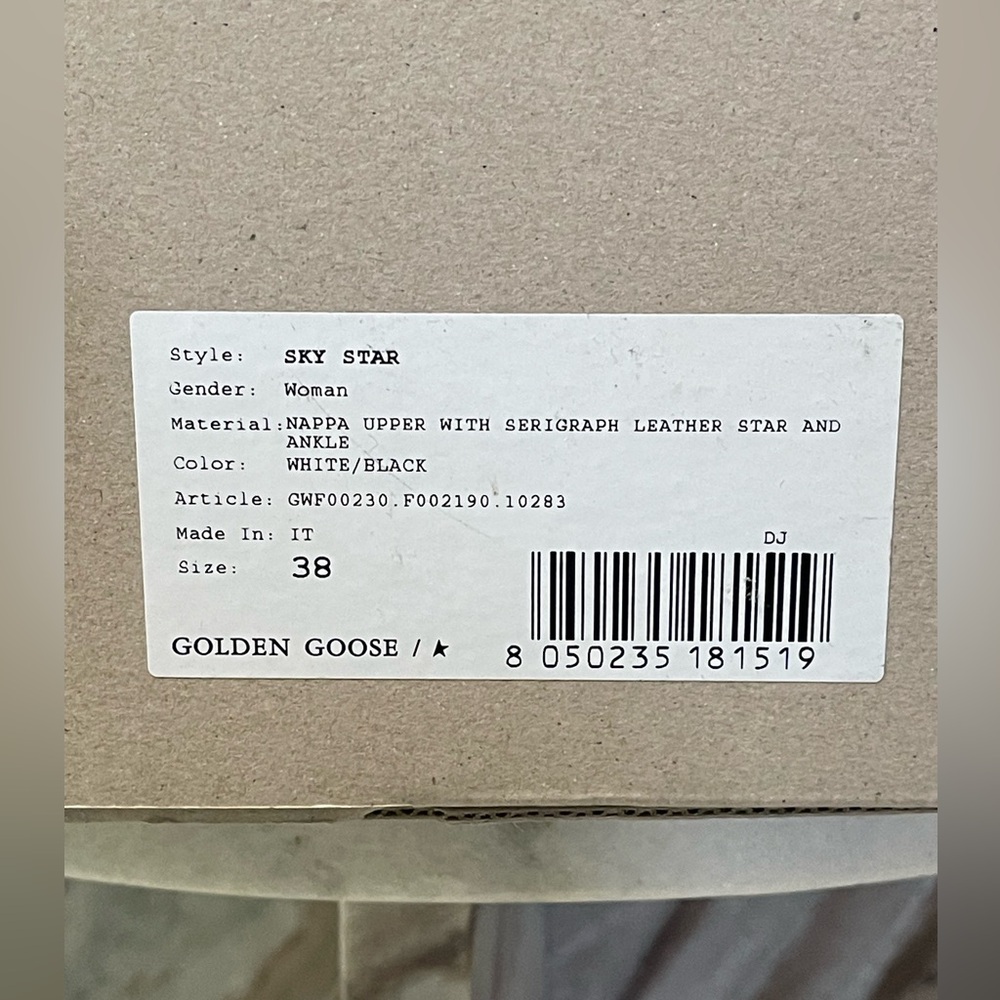 Style: SKY STAR
Gender: Woman
Material:NAPPA UPPER WITH SERIGRAPH LEATHER STAR AND
ANKLE
Color: WHITE/BLACK
Article: GWF00230.F002190.10283
Made In: IT
DJ
Size: 38
GOLDEN GOOSE / ★
8 050235 181519